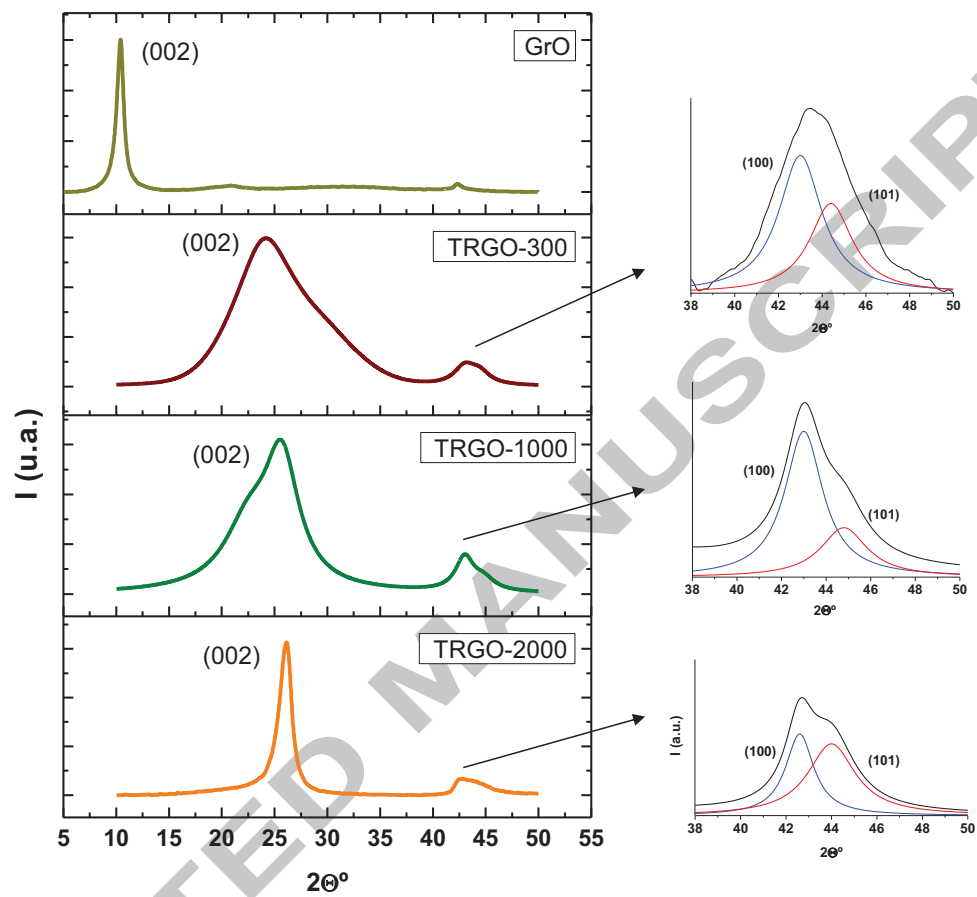 GrO
(002)
TRGO-300
(002)
TRGO-1000
(002)
TRGO-2000
(002)
I (u.a.)
5 10 15 20 25 30 35 40 45 50 55
2Θº
(100)
(101)
38 40 42 44 46 48 50
2Θº
(100)
(101)
38 40 42 44 46 48 50
2Θº
I (a.u.)
(100)
(101)
38 40 42 44 46 48 50
2Θº
TED MANUSCRIP